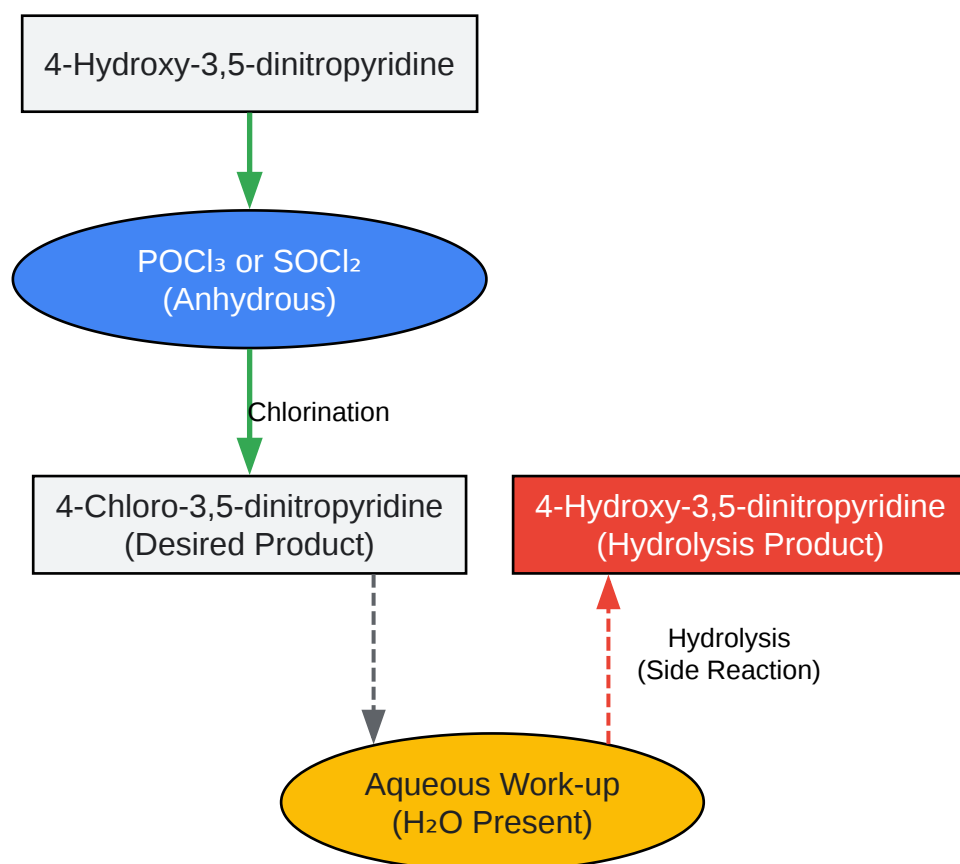 4-Hydroxy-3,5-dinitropyridine
POCl₃ or SOCl₂
(Anhydrous)
Chlorination
4-Chloro-3,5-dinitropyridine
(Desired Product)
4-Hydroxy-3,5-dinitropyridine
(Hydrolysis Product)
Hydrolysis
(Side Reaction)
Aqueous Work-up
(H₂O Present)